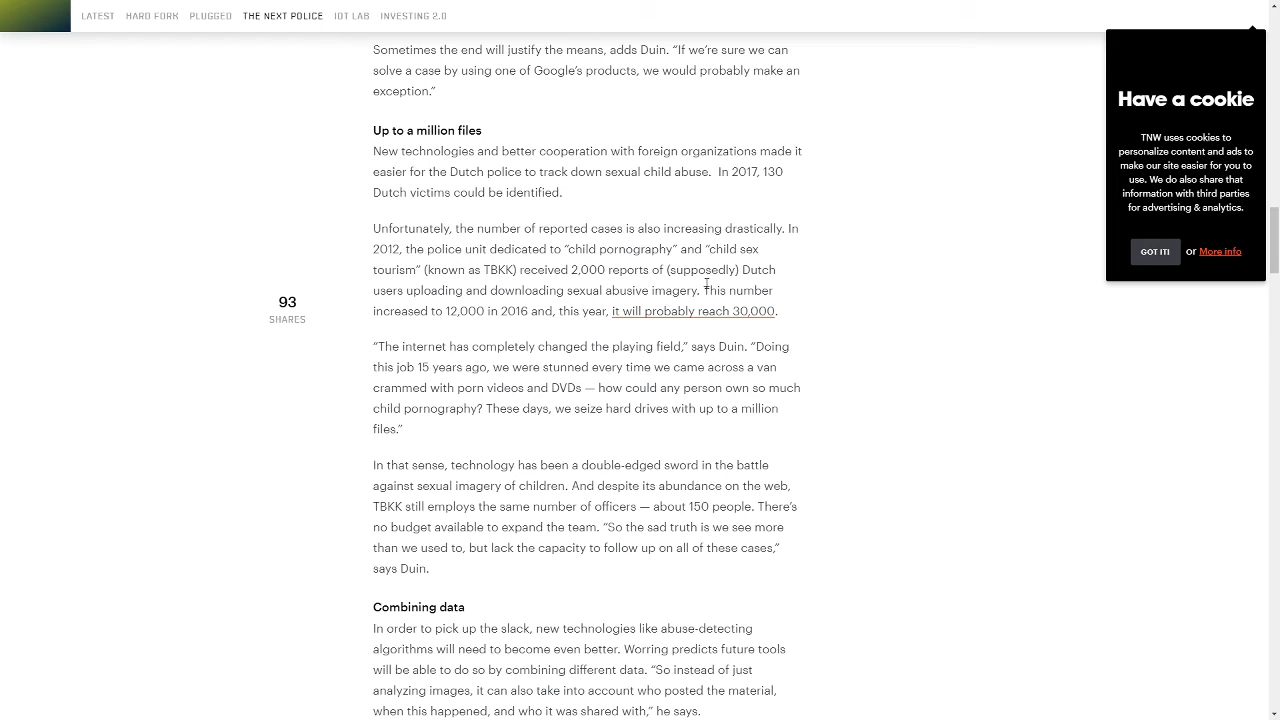 LATEST HARD FORK PLUGGED THE NEXT POLICE IOT LAB INVESTING 2.0
Sometimes the end will justify the means, adds Duin. “If we’re sure we can
solve a case by using one of Google’s products, we would probably make an
exception.”
Up to a million files
New technologies and better cooperation with foreign organizations made it
easier for the Dutch police to track down sexual child abuse.  In 2017, 130
Dutch victims could be identified.
Unfortunately, the number of reported cases is also increasing drastically. In
2012, the police unit dedicated to “child pornography” and “child sex
tourism” (known as TBKK) received 2,000 reports of (supposedly) Dutch
users uploading and downloading sexual abusive imagery. This number
increased to 12,000 in 2016 and, this year, it will probably reach 30,000.
“The internet has completely changed the playing field,” says Duin. “Doing
this job 15 years ago, we were stunned every time we came across a van
crammed with porn videos and DVDs — how could any person own so much
child pornography? These days, we seize hard drives with up to a million
files.”
In that sense, technology has been a double-edged sword in the battle
against sexual imagery of children. And despite its abundance on the web,
TBKK still employs the same number of officers — about 150 people. There’s
no budget available to expand the team. “So the sad truth is we see more
than we used to, but lack the capacity to follow up on all of these cases,”
says Duin.
Combining data
In order to pick up the slack, new technologies like abuse-detecting
algorithms will need to become even better. Worring predicts future tools
will be able to do so by combining different data. “So instead of just
analyzing images, it can also take into account who posted the material,
when this happened, and who it was shared with,” he says.
93
SHARES
Have a cookie
TNW uses cookies to
personalize content and ads to
make our site easier for you to
use. We do also share that
information with third parties
for advertising & analytics.
GOT IT! or More info